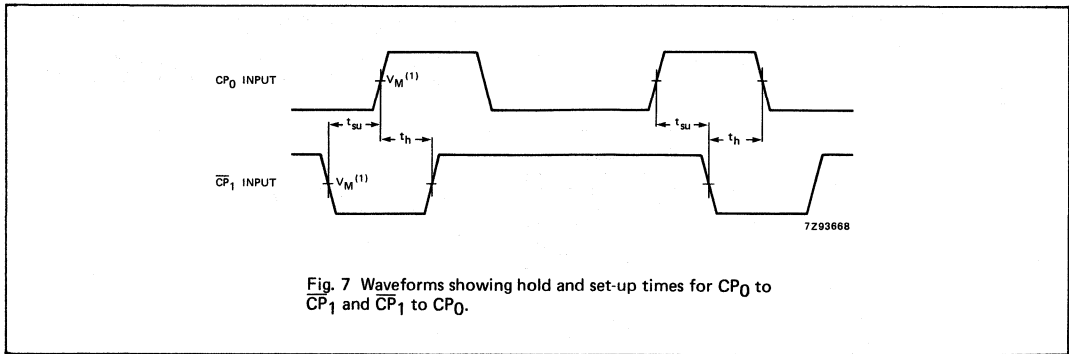 CP0 INPUT
VM(1)
tsu
th
tsu
th
CP1 INPUT
VM(1)
7Z93668
Fig. 7 Waveforms showing hold and set-up times for CP0 to
CP1 and CP1 to CP0.